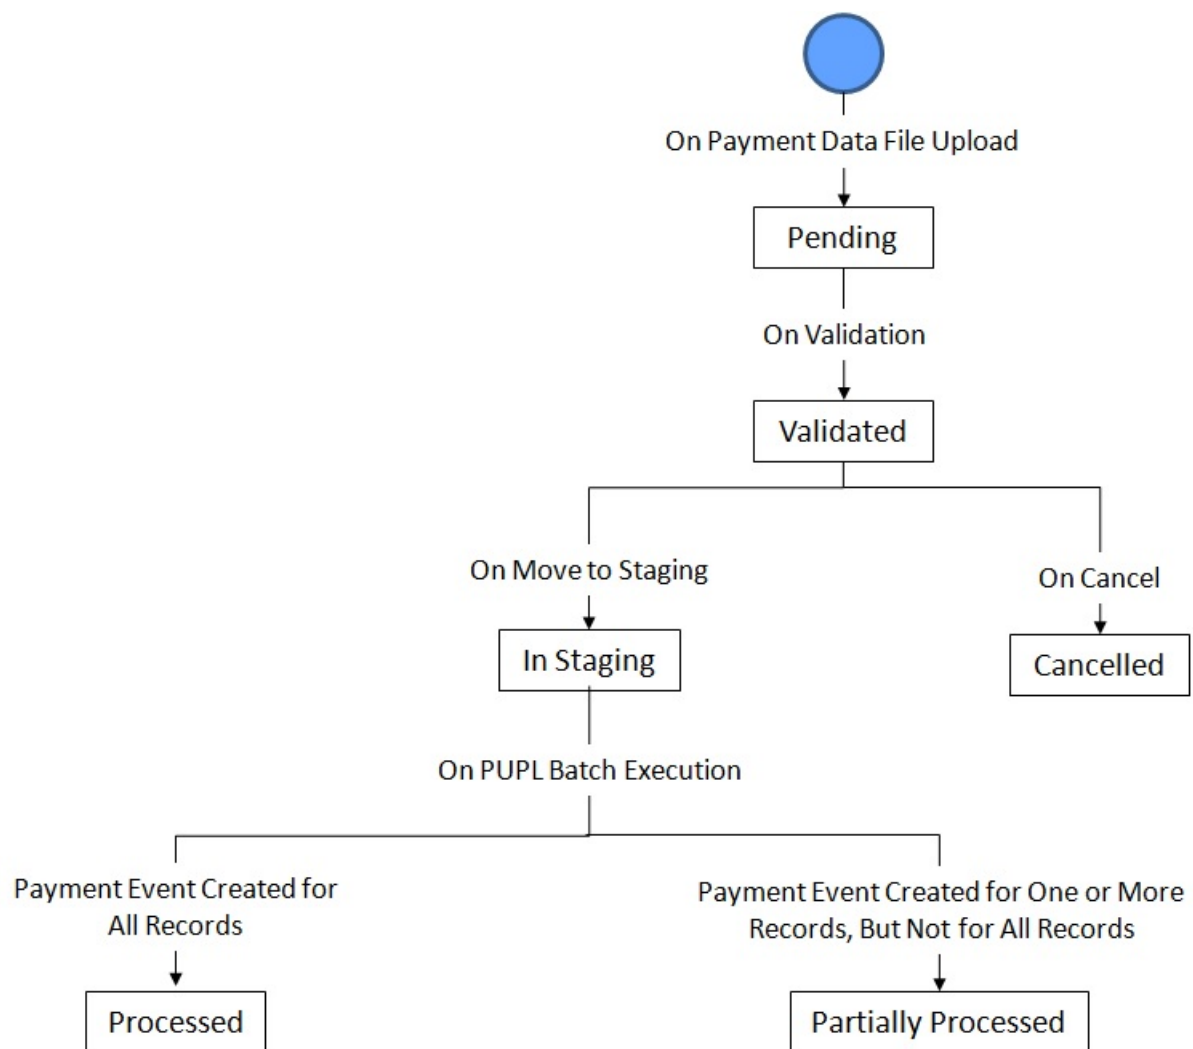 On Payment Data File Upload
Pending
On Validation
Validated
On Move to Staging
On Cancel
In Staging
Cancelled
On PUPL Batch Execution
Payment Event Created for
All Records
Payment Event Created for One or More
Records, But Not for All Records
Processed
Partially Processed